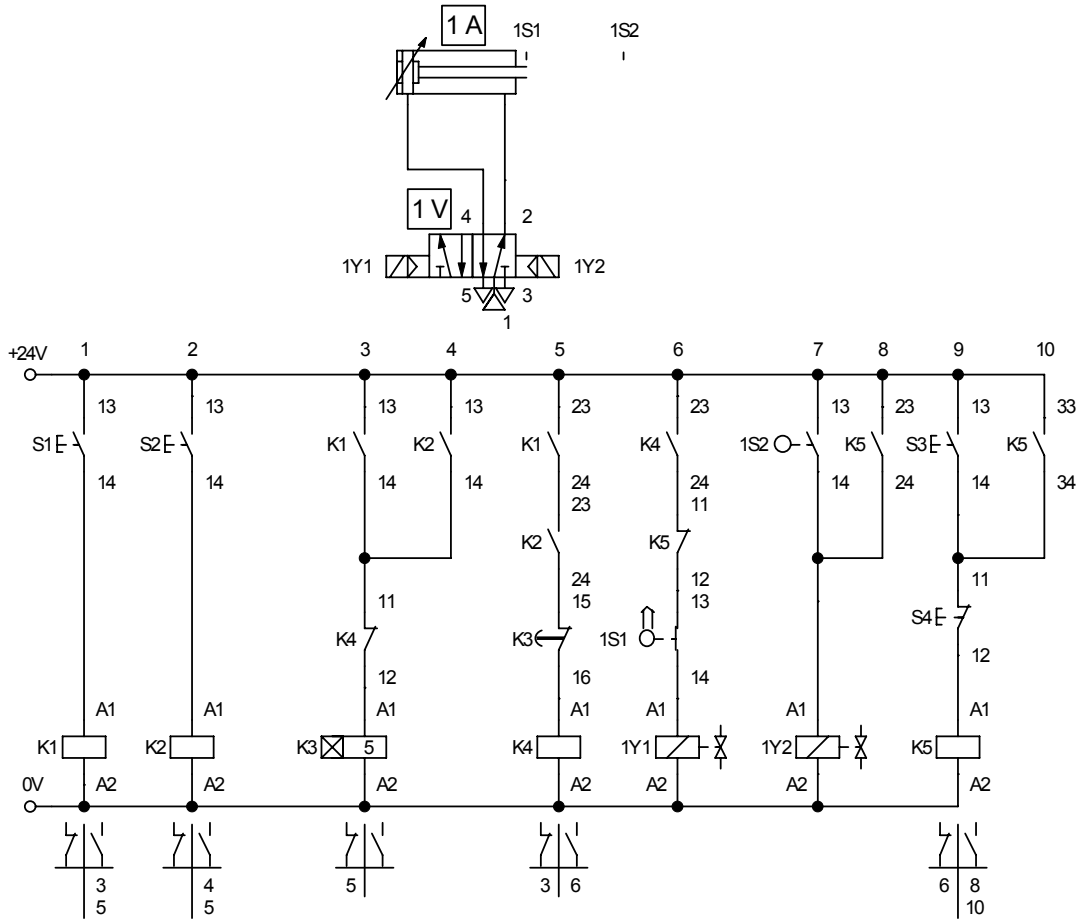 1 A 1S1 1S2
1 V 4 2
1Y1 1Y2
5 3
1
+24V 1 2 3 4 5 6 7 8 9 10
13 13 13 13 23 23 13 23 13 33
S1 S2 K1 K2 K1 K4 1S2 K5 S3 K5
14 14 14 14 24 24 14 24 14 34
23 11
K2 K5
24 12
11 15 13 11
K4 K3 1S1 S4
12 16 14 12
A1 A1 A1 A1 A1 A1 A1
K1 K2 K3 5 K4 1Y1 1Y2 K5
0V A2 A2 A2 A2 A2 A2 A2
3 4 5 3 6 6 8
5 5 10